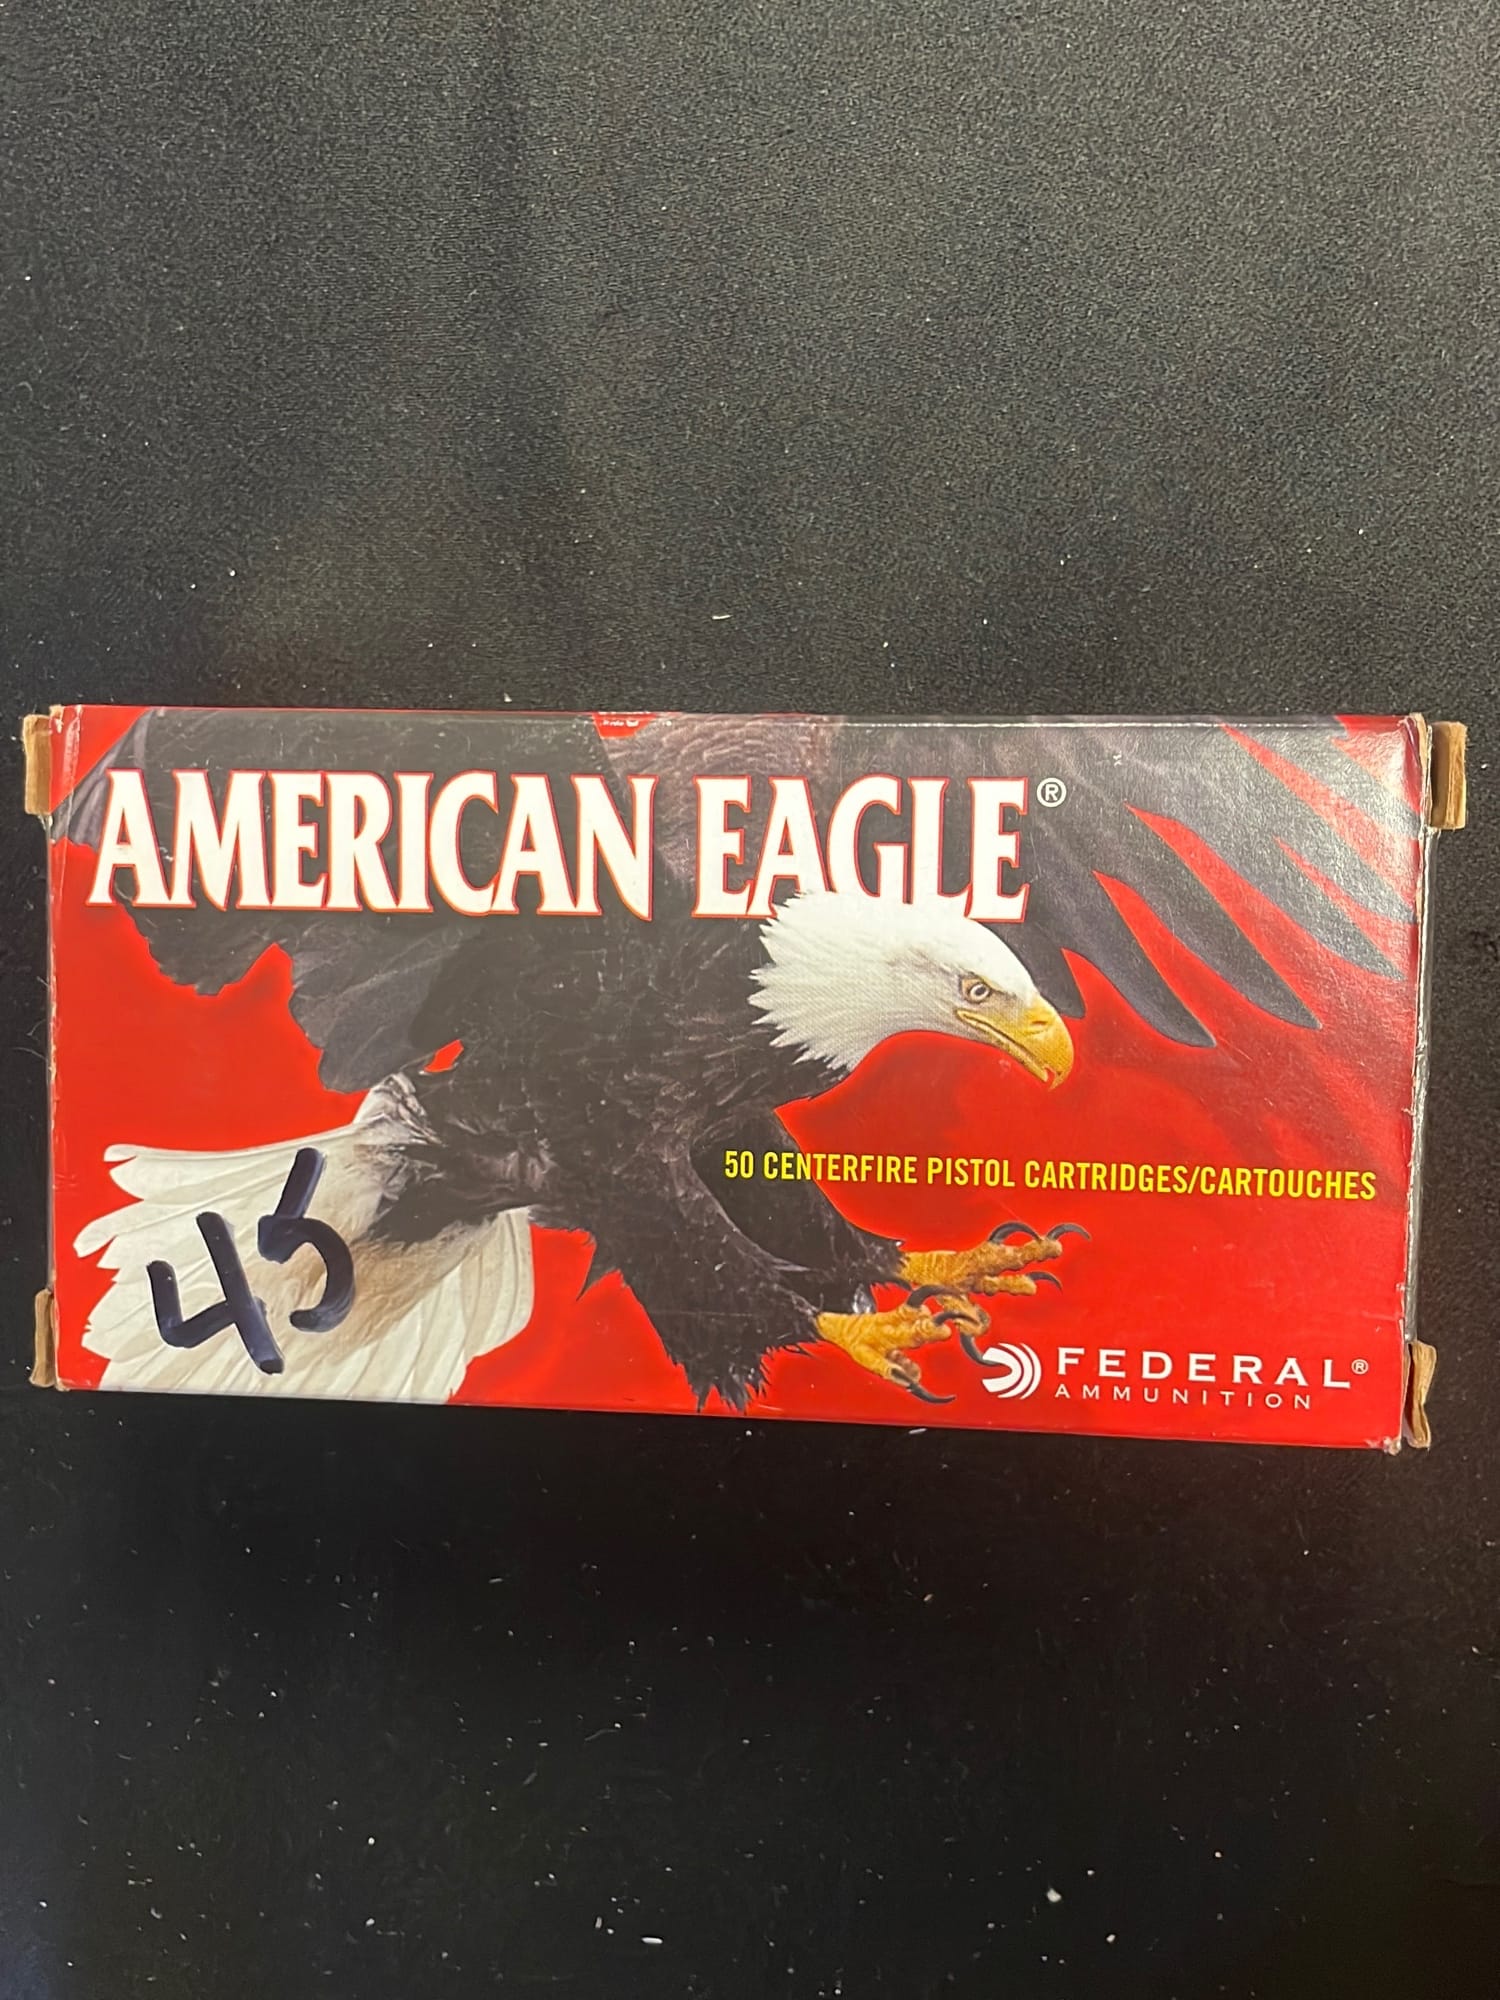 AMERICAN EAGLE®
50 CENTERFIRE PISTOL CARTRIDGES/CARTOUCHES
45
FEDERAL®
AMMUNITION